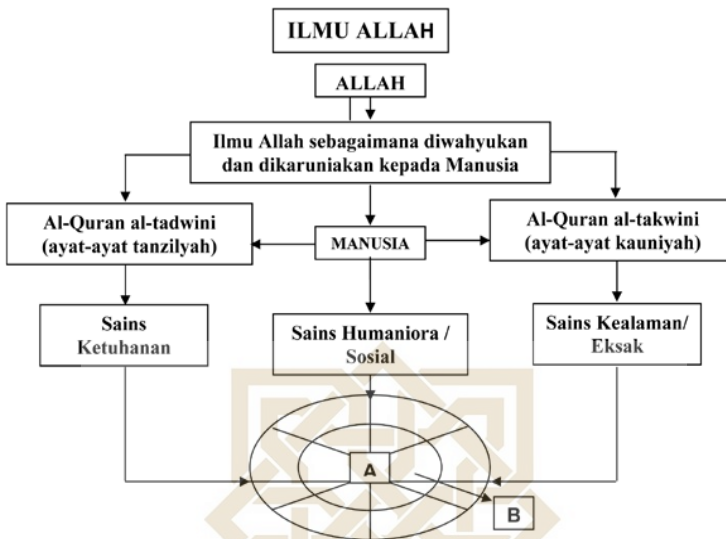 ILMU ALLAH
ALLAH
Ilmu Allah sebagaimana diwahyukan
dan dikaruniakan kepada Manusia
Al-Quran al-tadwini
(ayat-ayat tanzilyah)
MANUSIA
Al-Quran al-takwini
(ayat-ayat kauniyah)
Sains
Ketuhanan
Sains Humaniora /
Sosial
Sains Kealaman/
Eksak
A
B